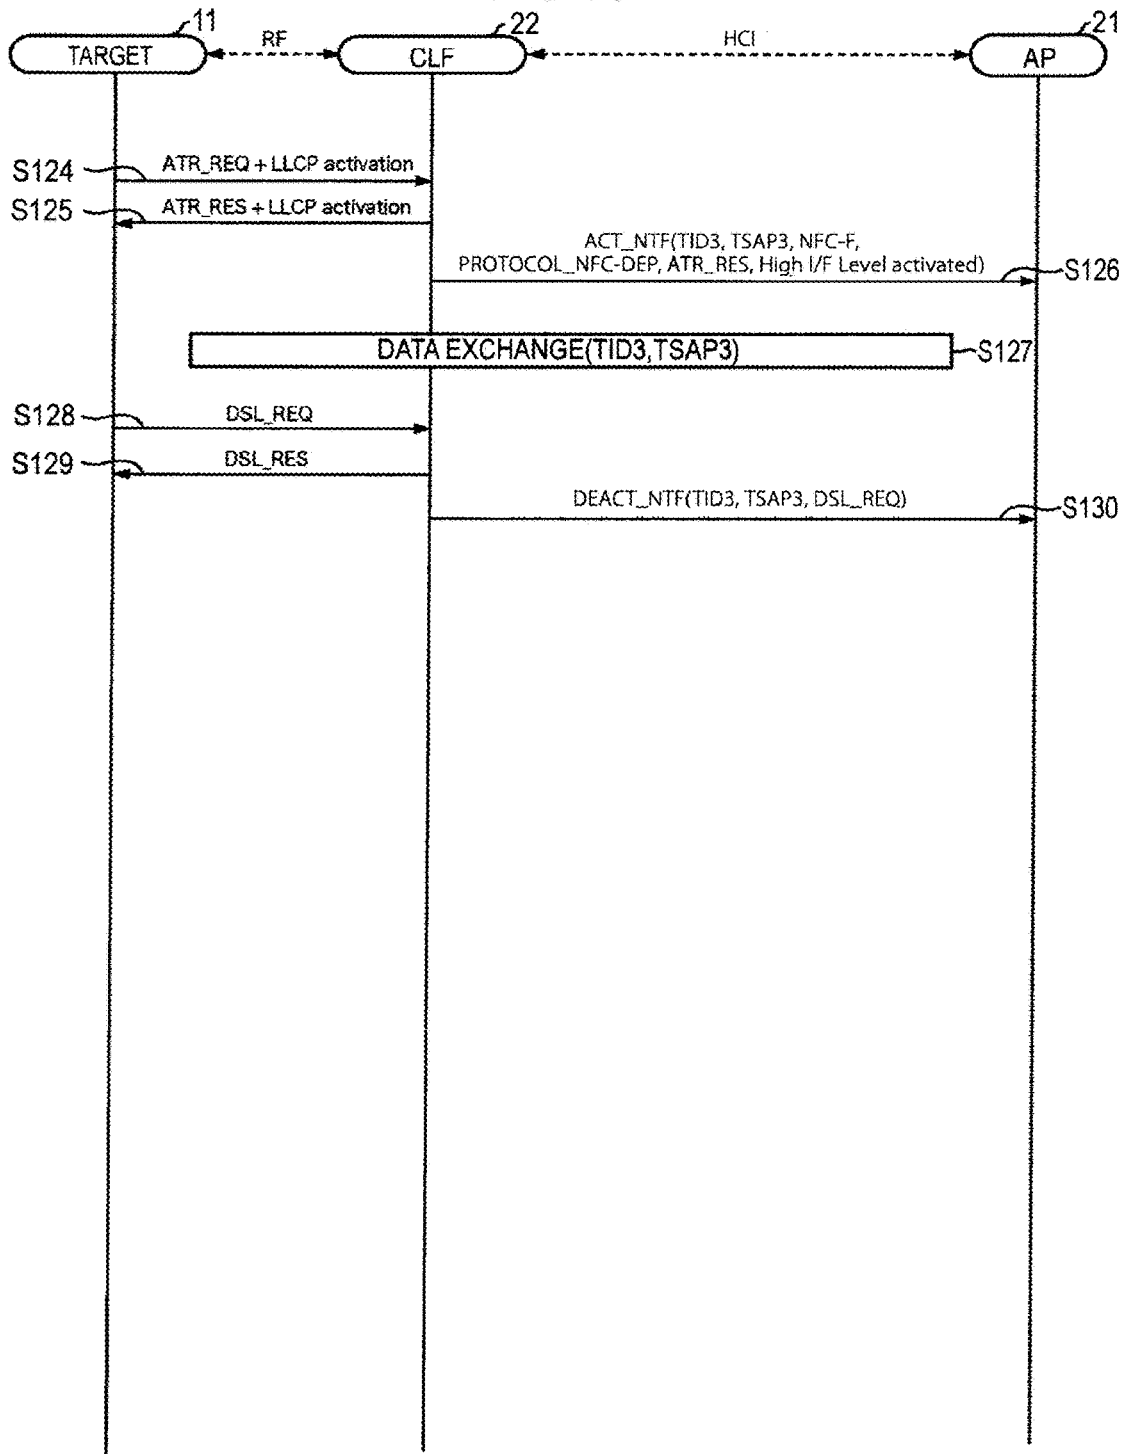 11
22
21
TARGET
RF
CLF
HCI
AP
S124
ATR_REQ + LLCP activation
S125
ATR_RES + LLCP activation
ACT_NTF(TID3, TSAP3, NFC-F,
PROTOCOL_NFC-DEP, ATR_RES, High I/F Level activated)
S126
DATA EXCHANGE(TID3,TSAP3)
S127
S128
DSL_REQ
S129
DSL_RES
DEACT_NTF(TID3, TSAP3, DSL_REQ)
S130